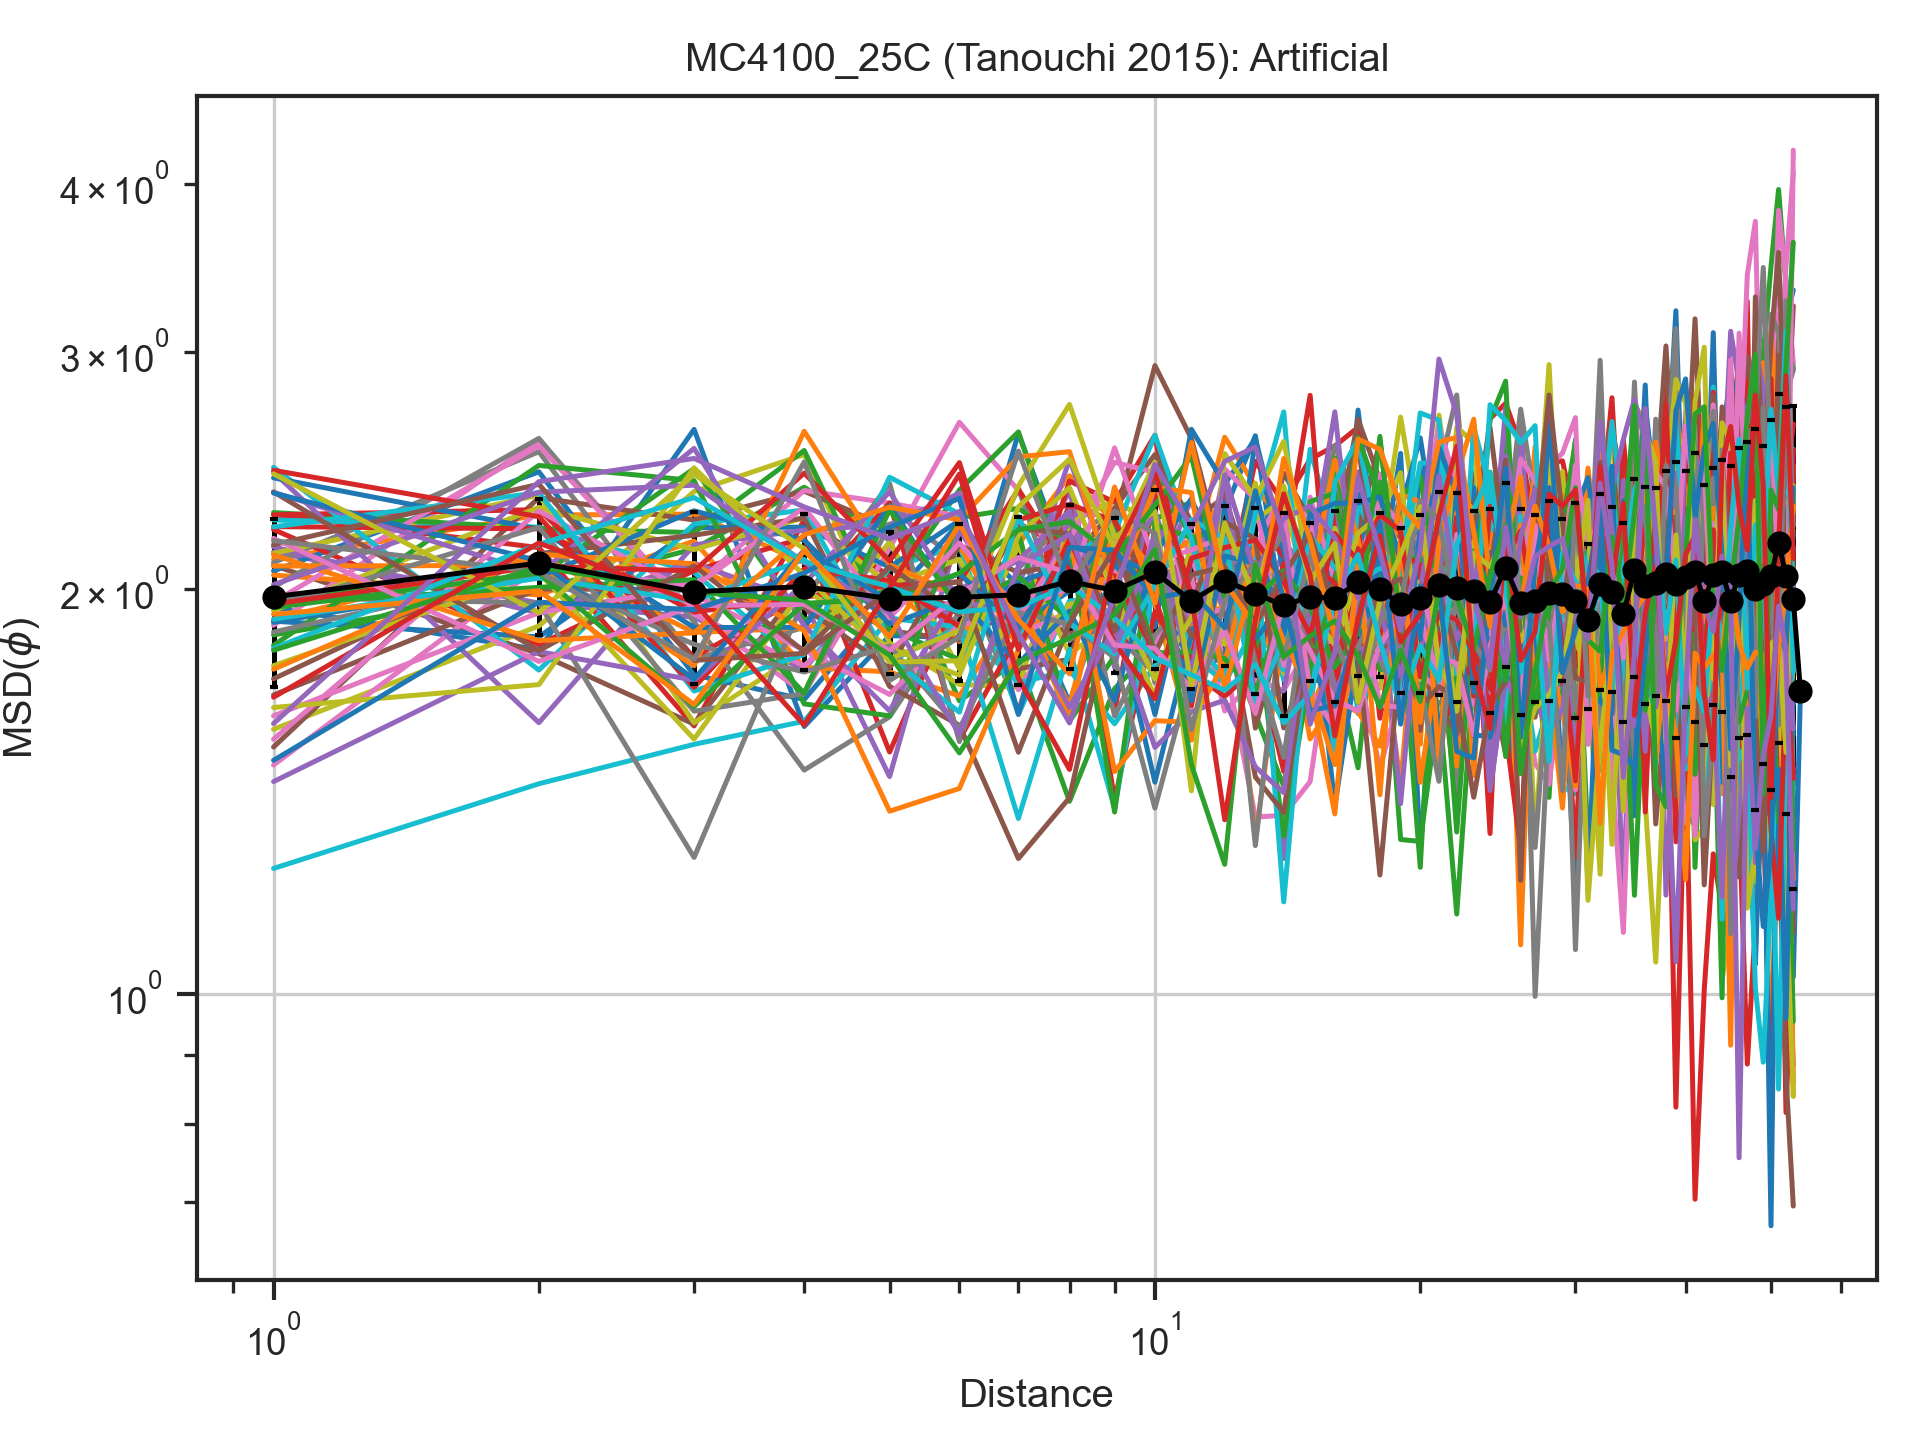 MC4100_25C (Tanouchi 2015): Artificial
MSD(ϕ)
4 × 10⁰
3 × 10⁰
2 × 10⁰
10⁰
10⁰
10¹
Distance